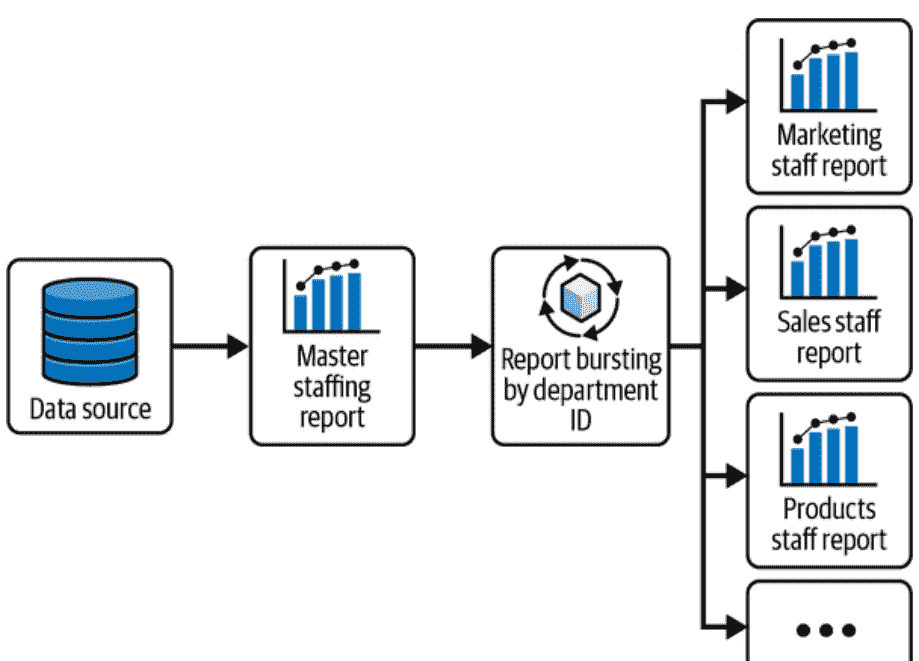 Data source
Master
staffing
report
Report bursting
by department
ID
Marketing
staff report
Sales staff
report
Products
staff report